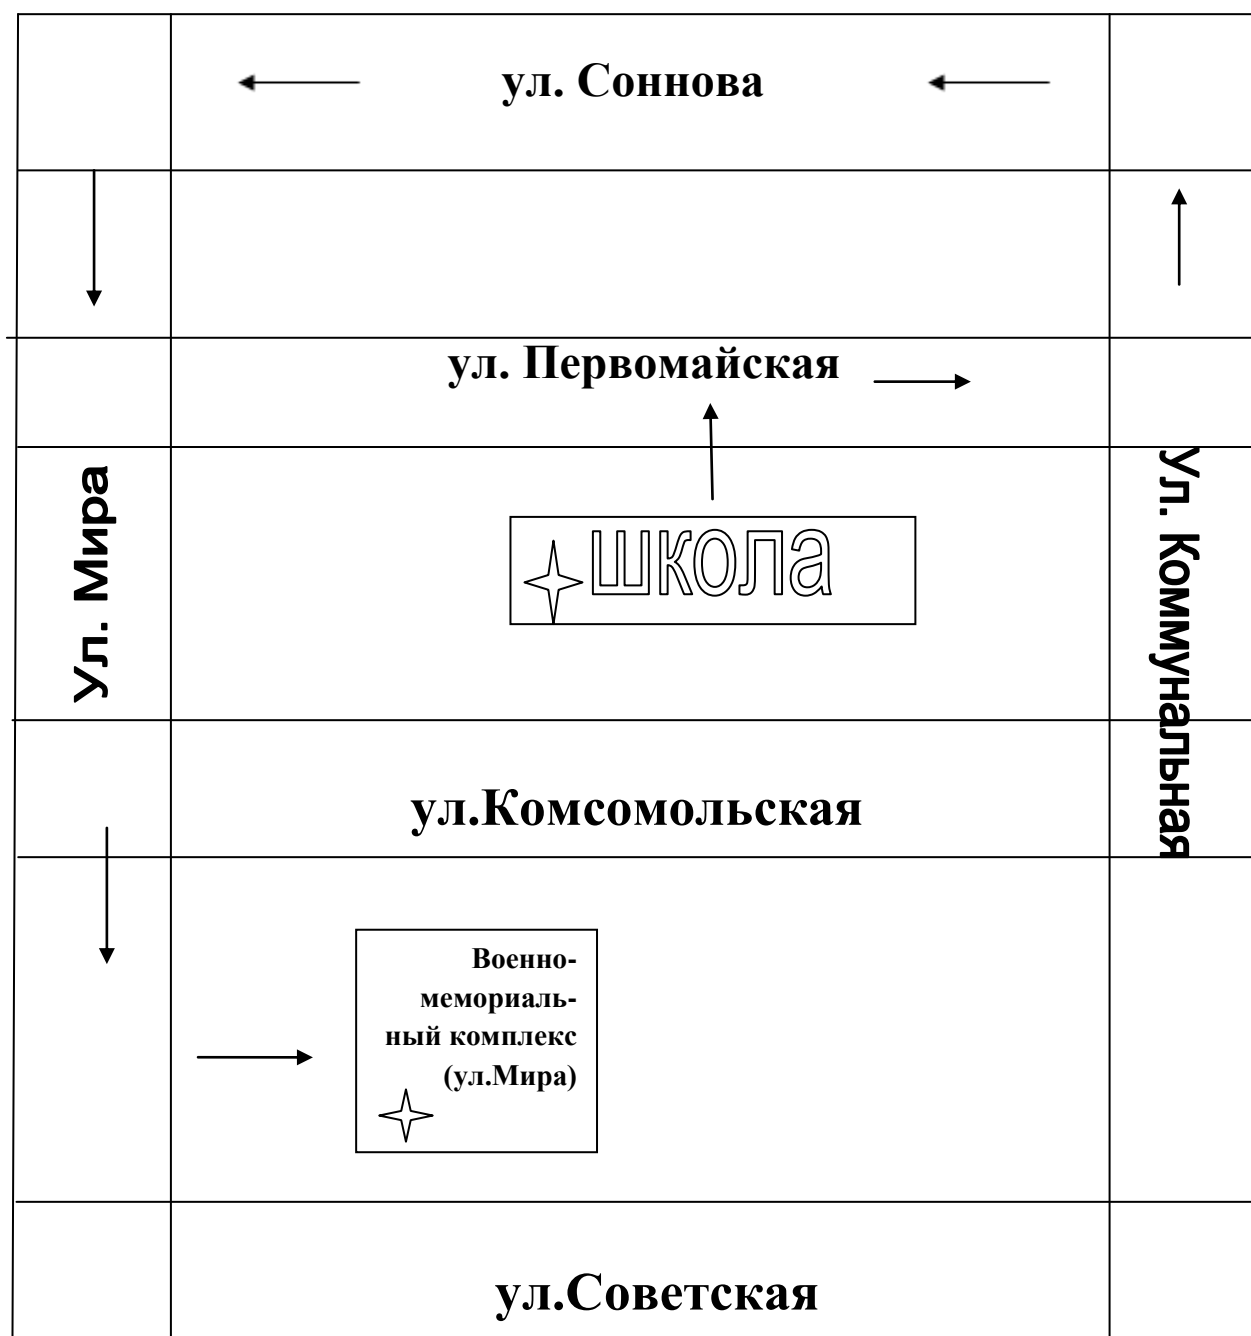 ул. Соннова
ул. Первомайская
Ул. Мира
школа
Ул. Коммунальная
ул.Комсомольская
Военно-
мемориаль-
ный комплекс
(ул.Мира)
ул.Советская